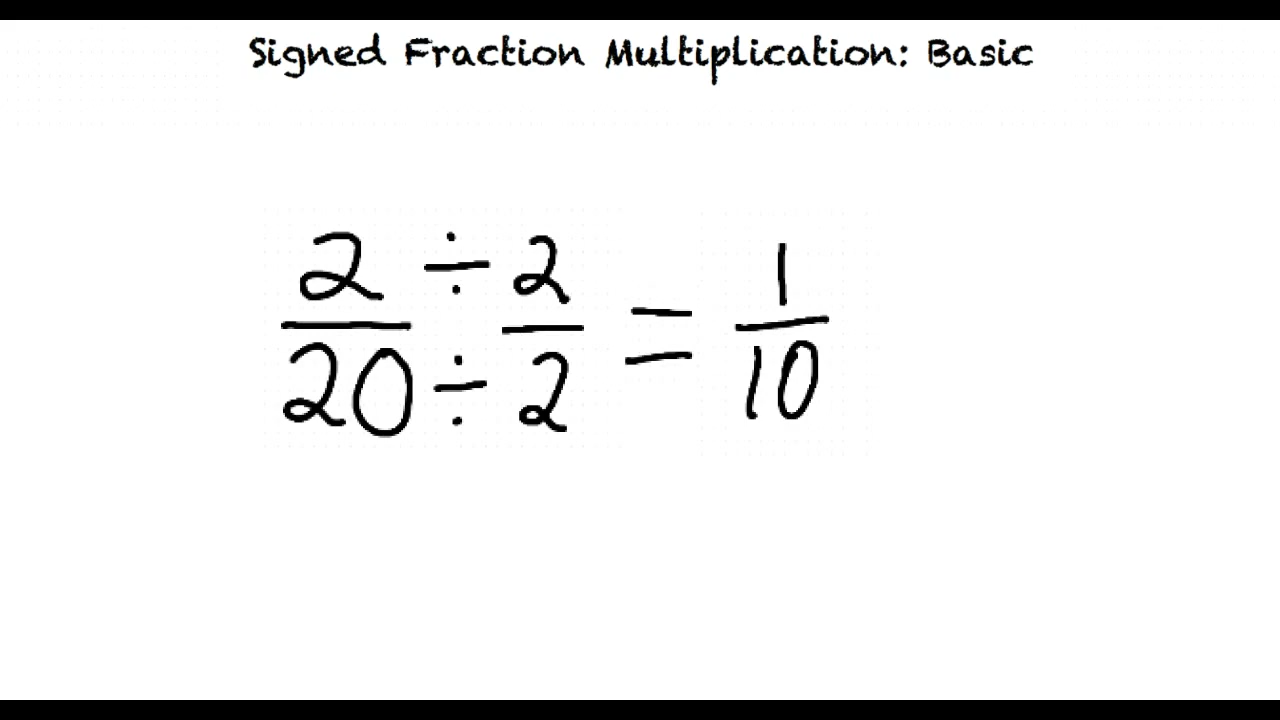 Signed Fraction Multiplication: Basic
2 ÷ 2 1
— — = —
20 ÷ 2 10